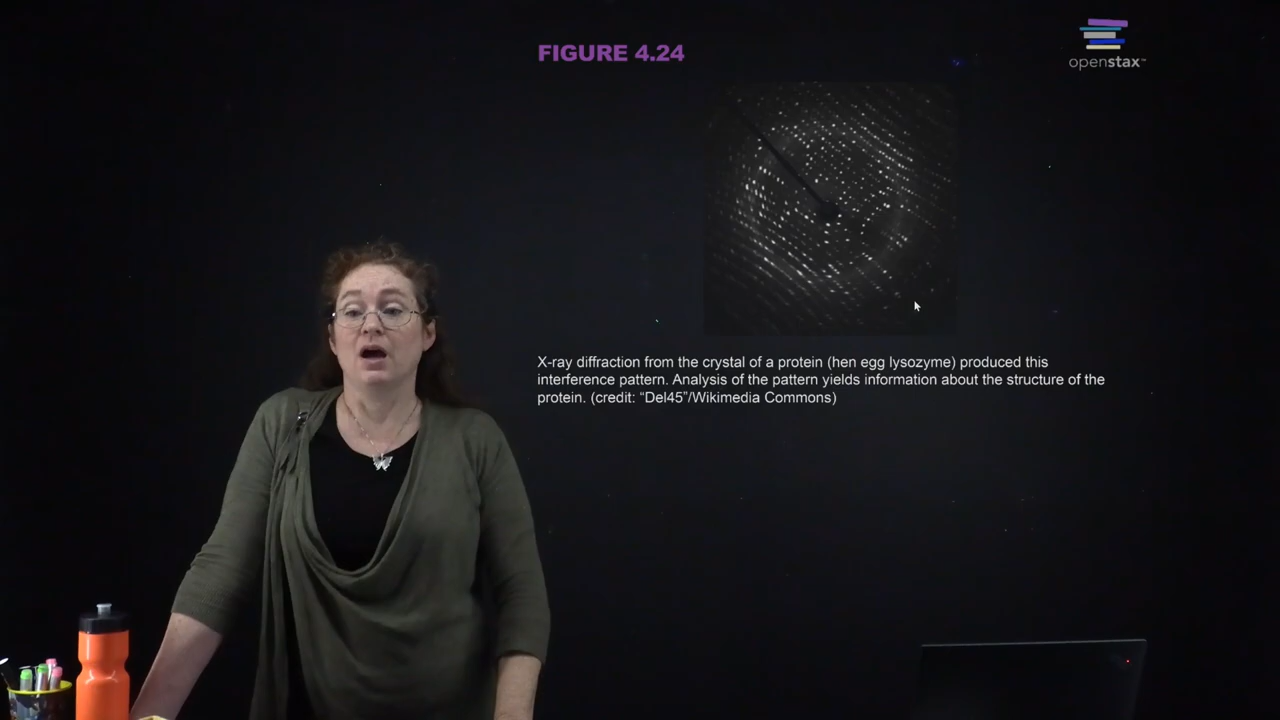 FIGURE 4.24
openstax™
X-ray diffraction from the crystal of a protein (hen egg lysozyme) produced this
interference pattern. Analysis of the pattern yields information about the structure of the
protein. (credit: “Del45”/Wikimedia Commons)